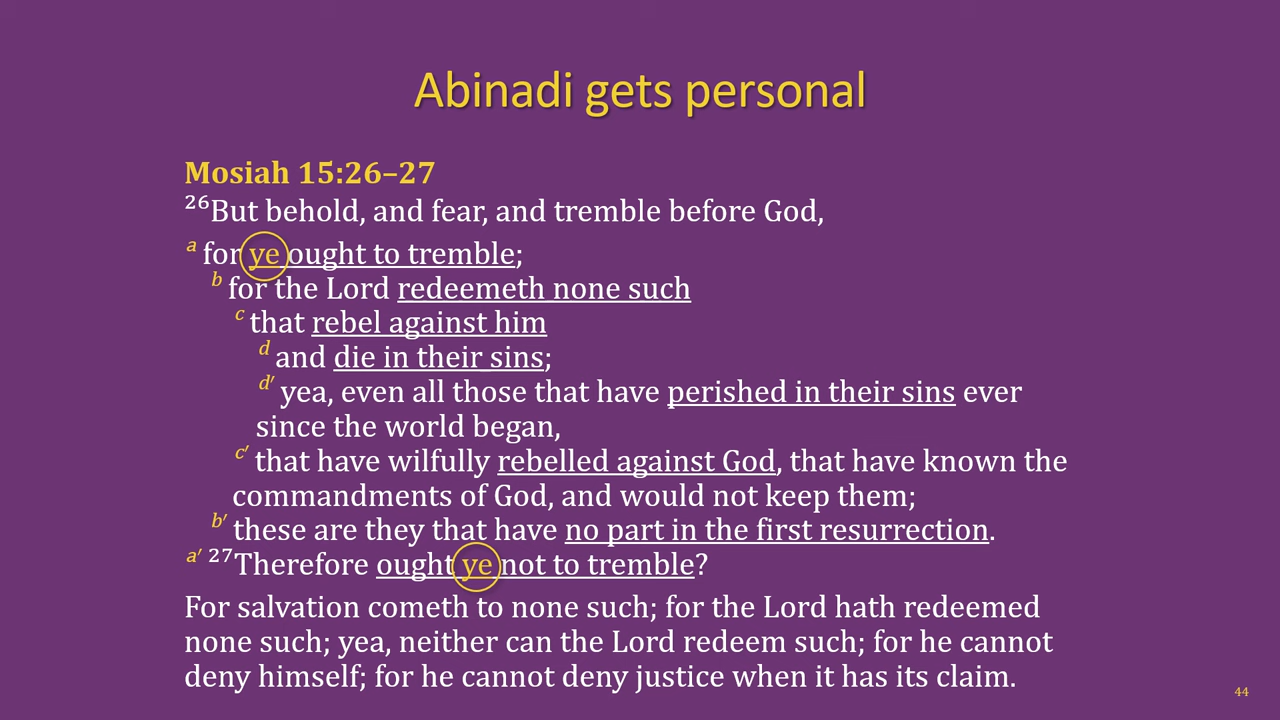 Abinadi gets personal
Mosiah 15:26–27
²⁶But behold, and fear, and tremble before God,
a for ye ought to tremble;
b for the Lord redeemeth none such
c that rebel against him
d and die in their sins;
d′ yea, even all those that have perished in their sins ever
since the world began,
c′ that have wilfully rebelled against God, that have known the
commandments of God, and would not keep them;
b′ these are they that have no part in the first resurrection.
a′ ²⁷Therefore ought ye not to tremble?
For salvation cometh to none such; for the Lord hath redeemed
none such; yea, neither can the Lord redeem such; for he cannot
deny himself; for he cannot deny justice when it has its claim.
44